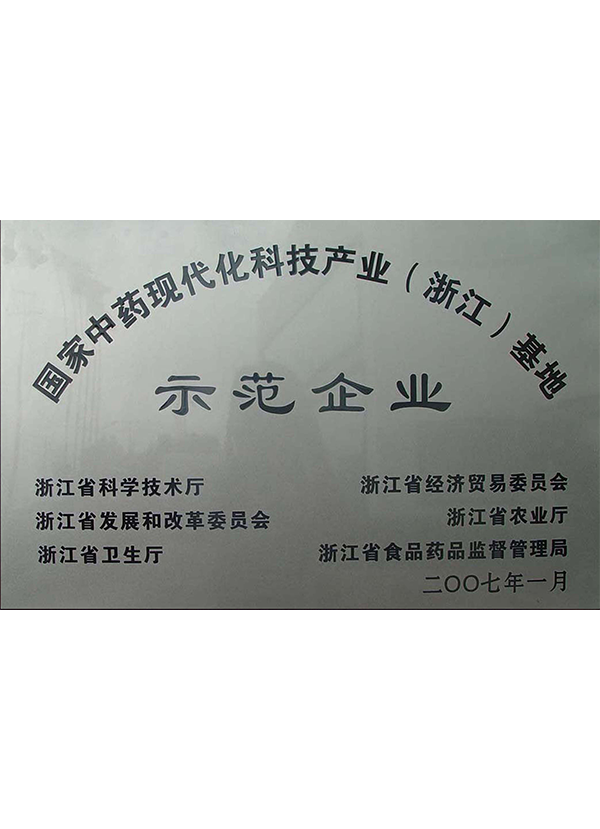 国家中药现代化科技产业（浙江）基地
示范企业
浙江省科学技术厅
浙江省经济贸易委员会
浙江省发展和改革委员会
浙江省农业厅
浙江省卫生厅
浙江省食品药品监督管理局
二〇〇七年一月